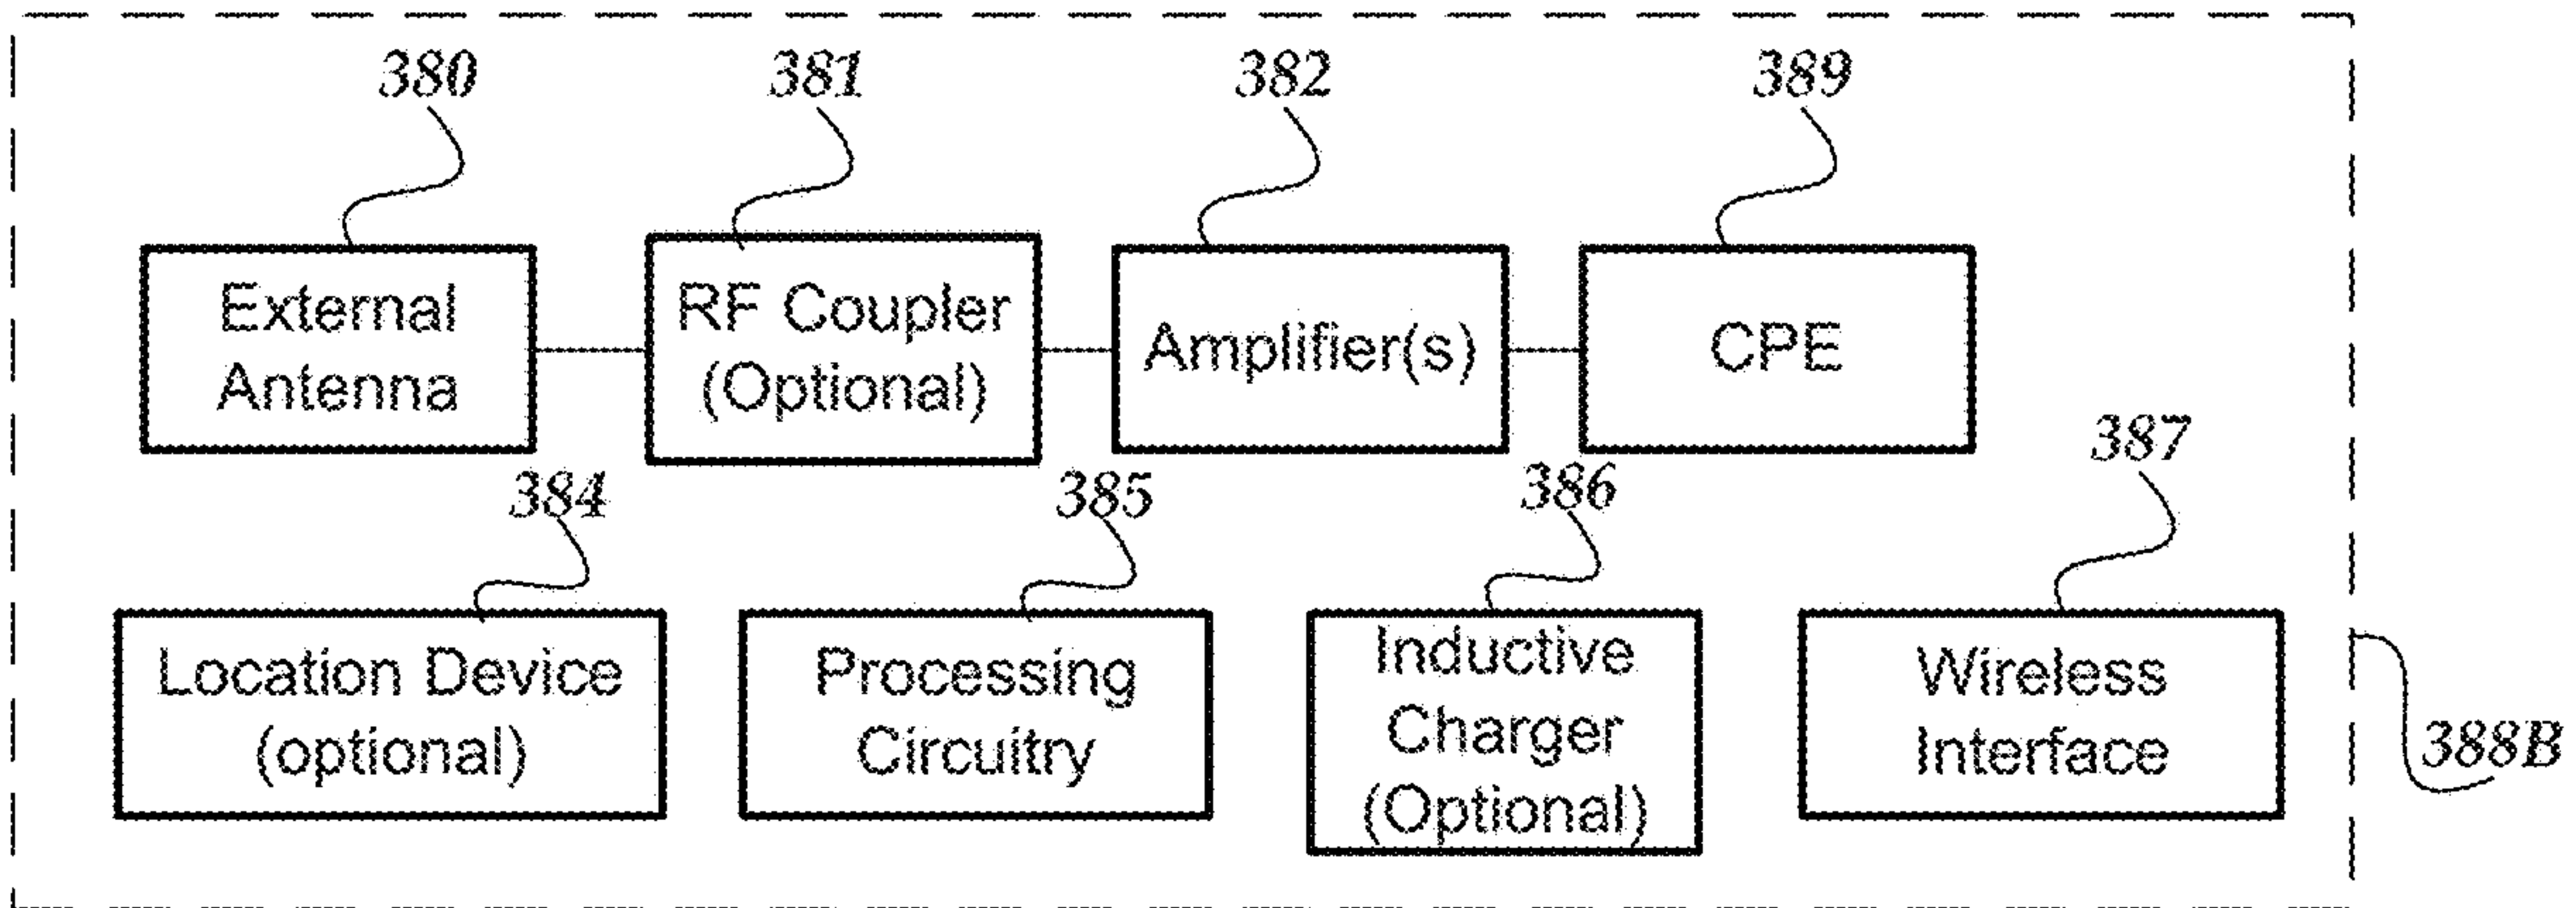 380
381
382
389
External
Antenna
RF Coupler
(Optional)
Amplifier(s)
CPE
384
385
386
387
Location Device
(optional)
Processing
Circuitry
Inductive
Charger
(Optional)
Wireless
Interface
388B